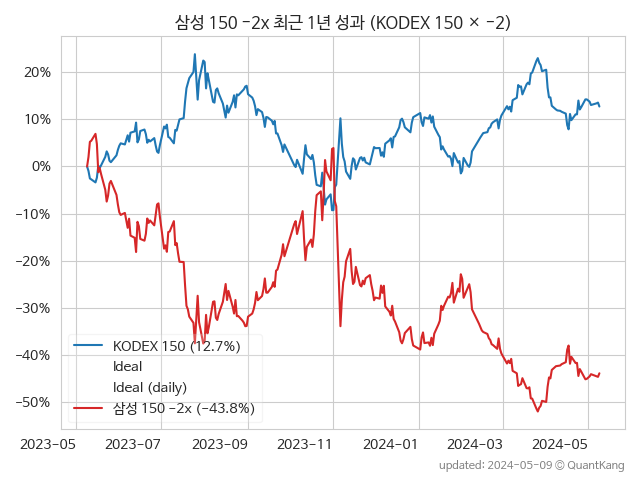 삼성 150 −2x 최근 1년 성과 (KODEX 150 × −2)
20%
10%
0%
−10%
−20%
−30%
−40%
−50%
KODEX 150 (12.7%)
Ideal
Ideal (daily)
삼성 150 −2x (−43.8%)
2023−05
2023−07
2023−09
2023−11
2024−01
2024−03
2024−05
updated: 2024−05−09 © QuantKang